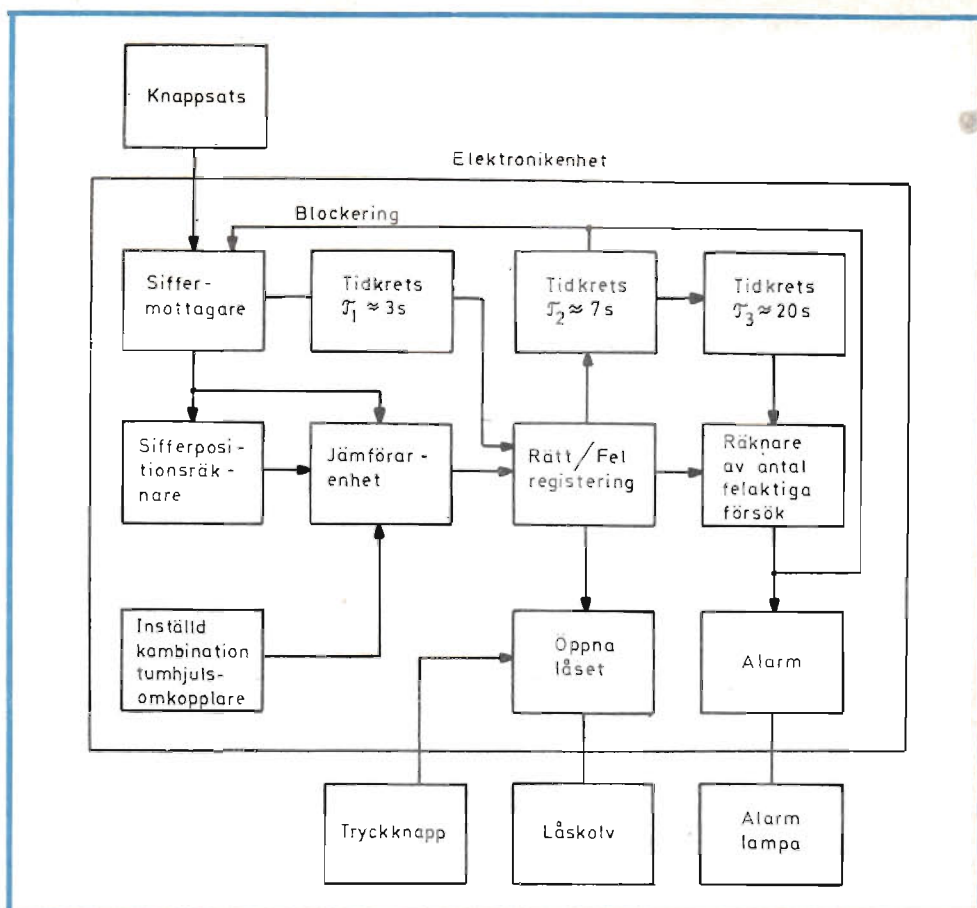 Knappsats
Elektronikenhet
Blockering
Siffer-
mottagare
Tidkrets
𝒯₁ ≈ 3s
Tidkrets
𝒯₂ ≈ 7s
Tidkrets
𝒯₃ ≈ 20s
Sifferposi-
tionsräk-
nare
Jämförar-
enhet
Rätt/Fel
registering
Räknare
av antal
felaktiga
försök
Inställd
kambination
tumhjuls-
omkopplare
Öppna
låset
Alarm
Tryckknapp
Låskolv
Alarm
lampa